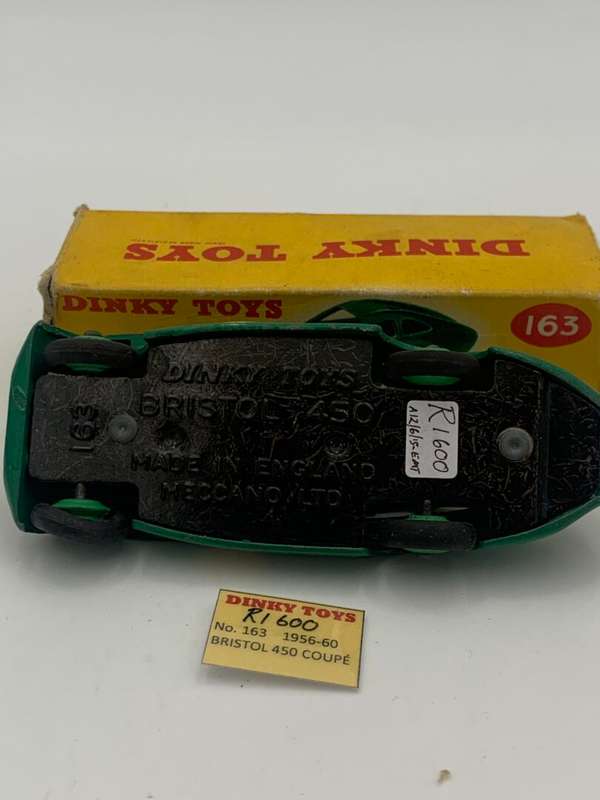 DINKY TOYS
DINKY TOYS
163
DINKY TOYS
BRISTOL 450
163
MADE IN ENGLAND
MECCANO LTD
R1600
DINKY TOYS
R1600
No. 163 1956-60
BRISTOL 450 COUPÉ